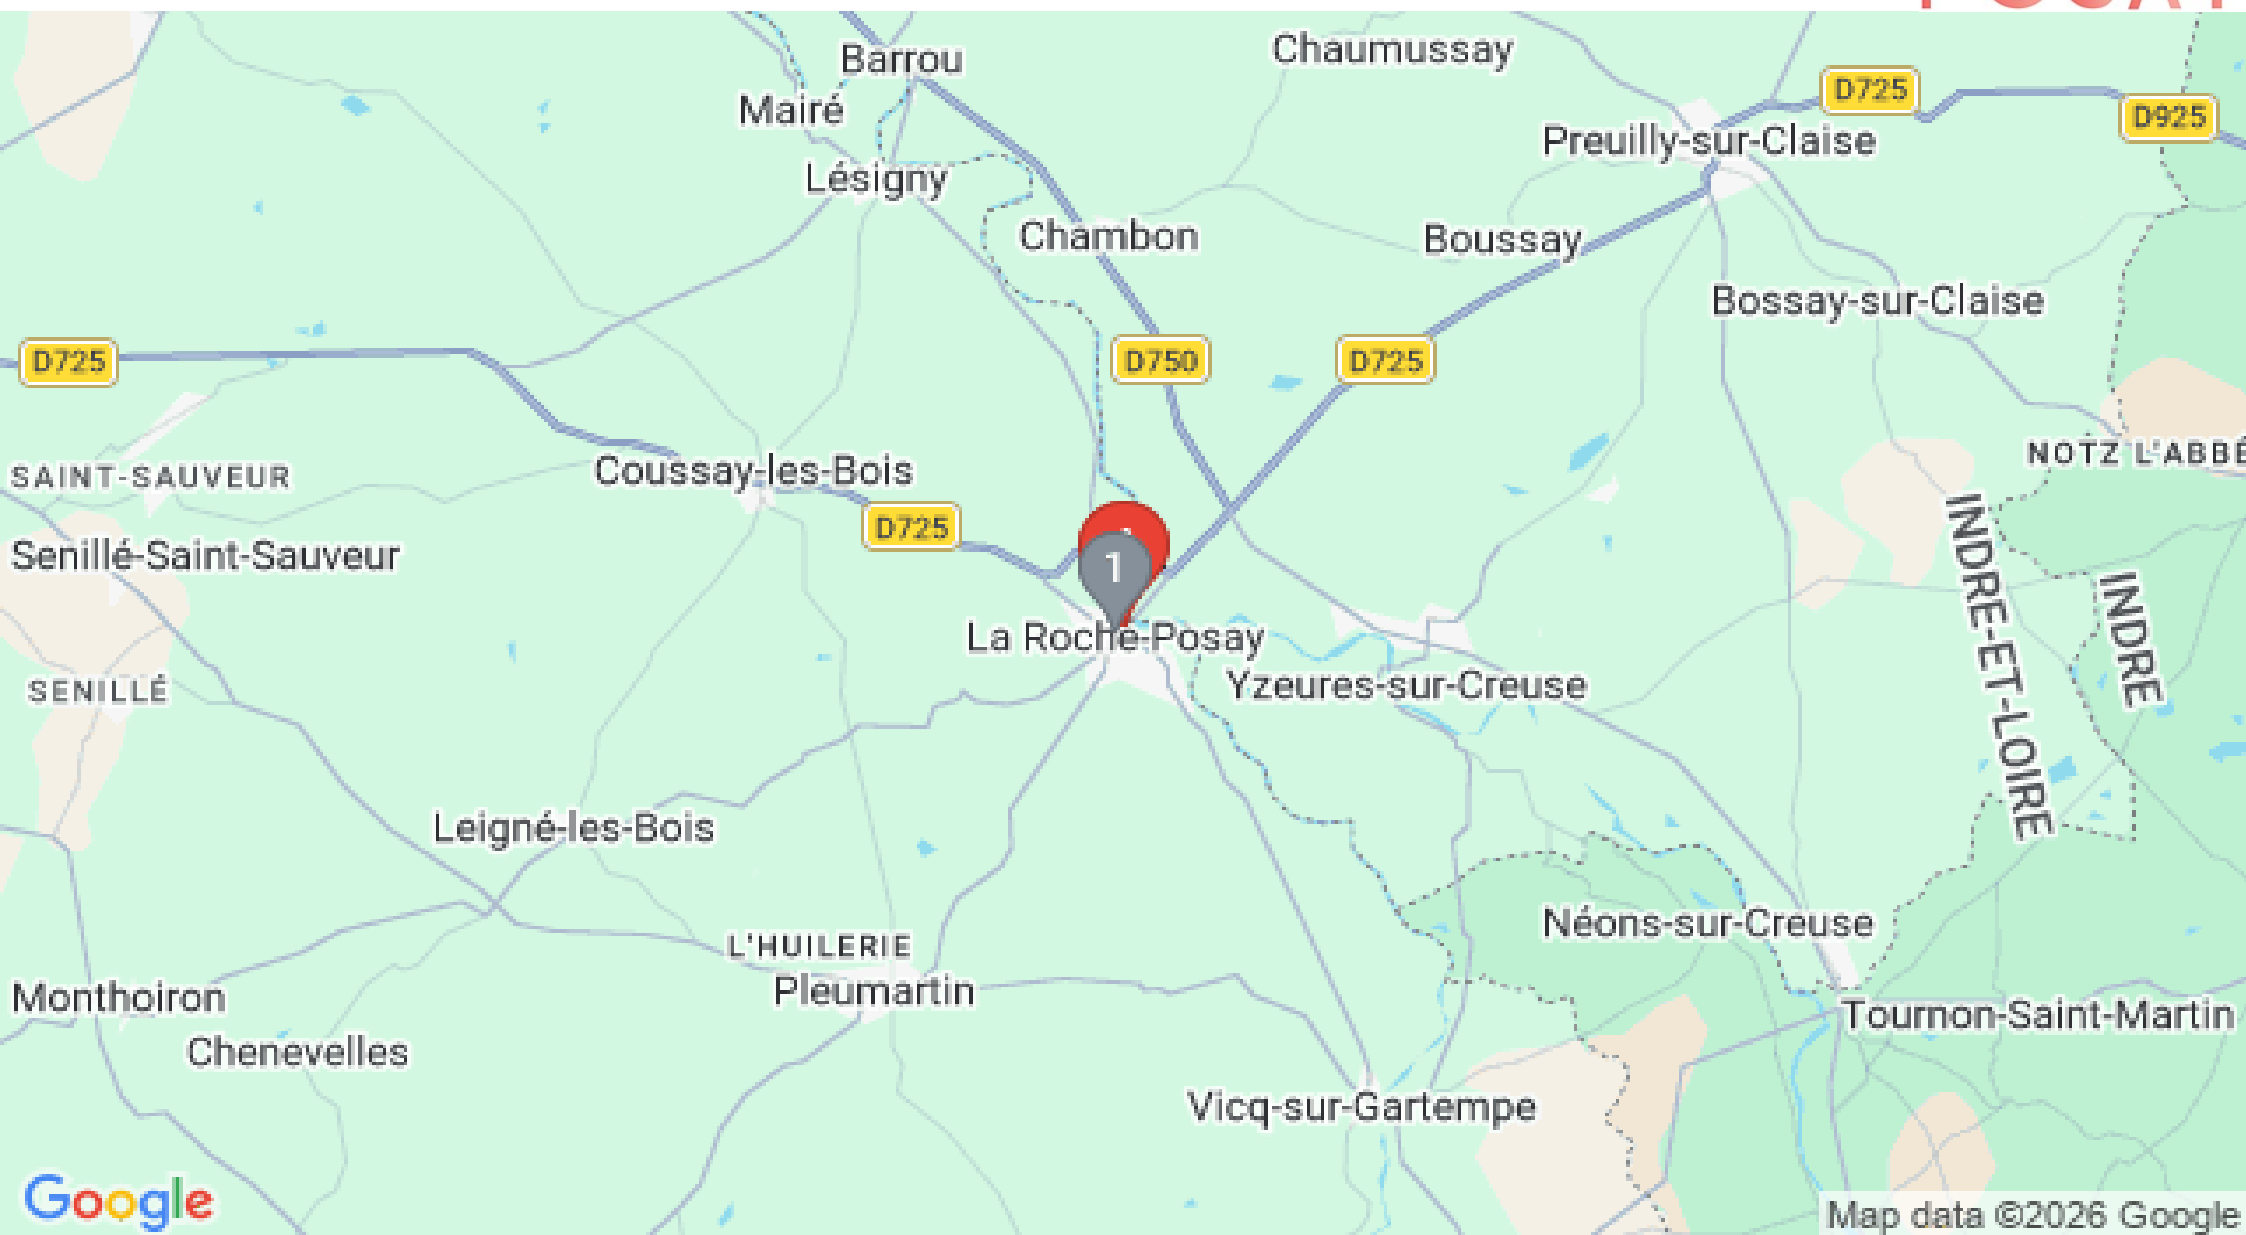 Barrou
Chaumussay
D725
Mairé
D925
Preuilly-sur-Claise
Lésigny
Chambon
Boussay
Bossay-sur-Claise
D725
D750
D725
NOTZ L'ABBÉ
Coussay-les-Bois
SAINT-SAUVEUR
D725
Senillé-Saint-Sauveur
1
INDRE-ET-LOIRE
INDRE
La Roche-Posay
Yzeures-sur-Creuse
SENILLÉ
Leigné-les-Bois
Néons-sur-Creuse
L'HUILERIE
Pleumartin
Monthoiron
Tournon-Saint-Martin
Chenevelles
Vicq-sur-Gartempe
Google
Map data ©2026 Google